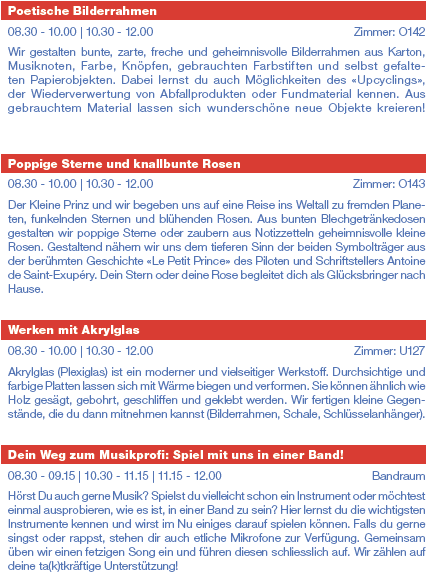 Poetische Bilderrahmen
08.30 - 10.00 | 10.30 - 12.00 Zimmer: O142
Wir gestalten bunte, zarte, freche und geheimnisvolle Bilderrahmen aus Karton,
Musiknoten, Farbe, Knöpfen, gebrauchten Farbstiften und selbst gefalte-
ten Papierobjekten. Dabei lernst du auch Möglichkeiten des «Upcyclings»,
der Wiederverwertung von Abfallprodukten oder Fundmaterial kennen. Aus
gebrauchtem Material lassen sich wunderschöne neue Objekte kreieren!
Poppige Sterne und knallbunte Rosen
08.30 - 10.00 | 10.30 - 12.00 Zimmer: O143
Der Kleine Prinz und wir begeben uns auf eine Reise ins Weltall zu fremden Plane-
ten, funkelnden Sternen und blühenden Rosen. Aus bunten Blechgetränkedosen
gestalten wir poppige Sterne oder zaubern aus Notizzetteln geheimnisvolle kleine
Rosen. Gestaltend nähern wir uns dem tieferen Sinn der beiden Symbolträger aus
der berühmten Geschichte «Le Petit Prince» des Piloten und Schriftstellers Antoine
de Saint-Exupéry. Dein Stern oder deine Rose begleitet dich als Glücksbringer nach
Hause.
Werken mit Akrylglas
08.30 - 10.00 | 10.30 - 12.00 Zimmer: U127
Akrylglas (Plexiglas) ist ein moderner und vielseitiger Werkstoff. Durchsichtige und
farbige Platten lassen sich mit Wärme biegen und verformen. Sie können ähnlich wie
Holz gesägt, gebohrt, geschliffen und geklebt werden. Wir fertigen kleine Gegen-
stände, die du dann mitnehmen kannst (Bilderrahmen, Schale, Schlüsselanhänger).
Dein Weg zum Musikprofi: Spiel mit uns in einer Band!
08.30 - 09.15 | 10.30 - 11.15 | 11.15 - 12.00 Bandraum
Hörst Du auch gerne Musik? Spielst du vielleicht schon ein Instrument oder möchtest
einmal ausprobieren, wie es ist, in einer Band zu sein? Hier lernst du die wichtigsten
Instrumente kennen und wirst im Nu einiges darauf spielen können. Falls du gerne
singst oder rappst, stehen dir auch etliche Mikrofone zur Verfügung. Gemeinsam
üben wir einen fetzigen Song ein und führen diesen schliesslich auf. Wir zählen auf
deine ta(k)tkräftige Unterstützung!